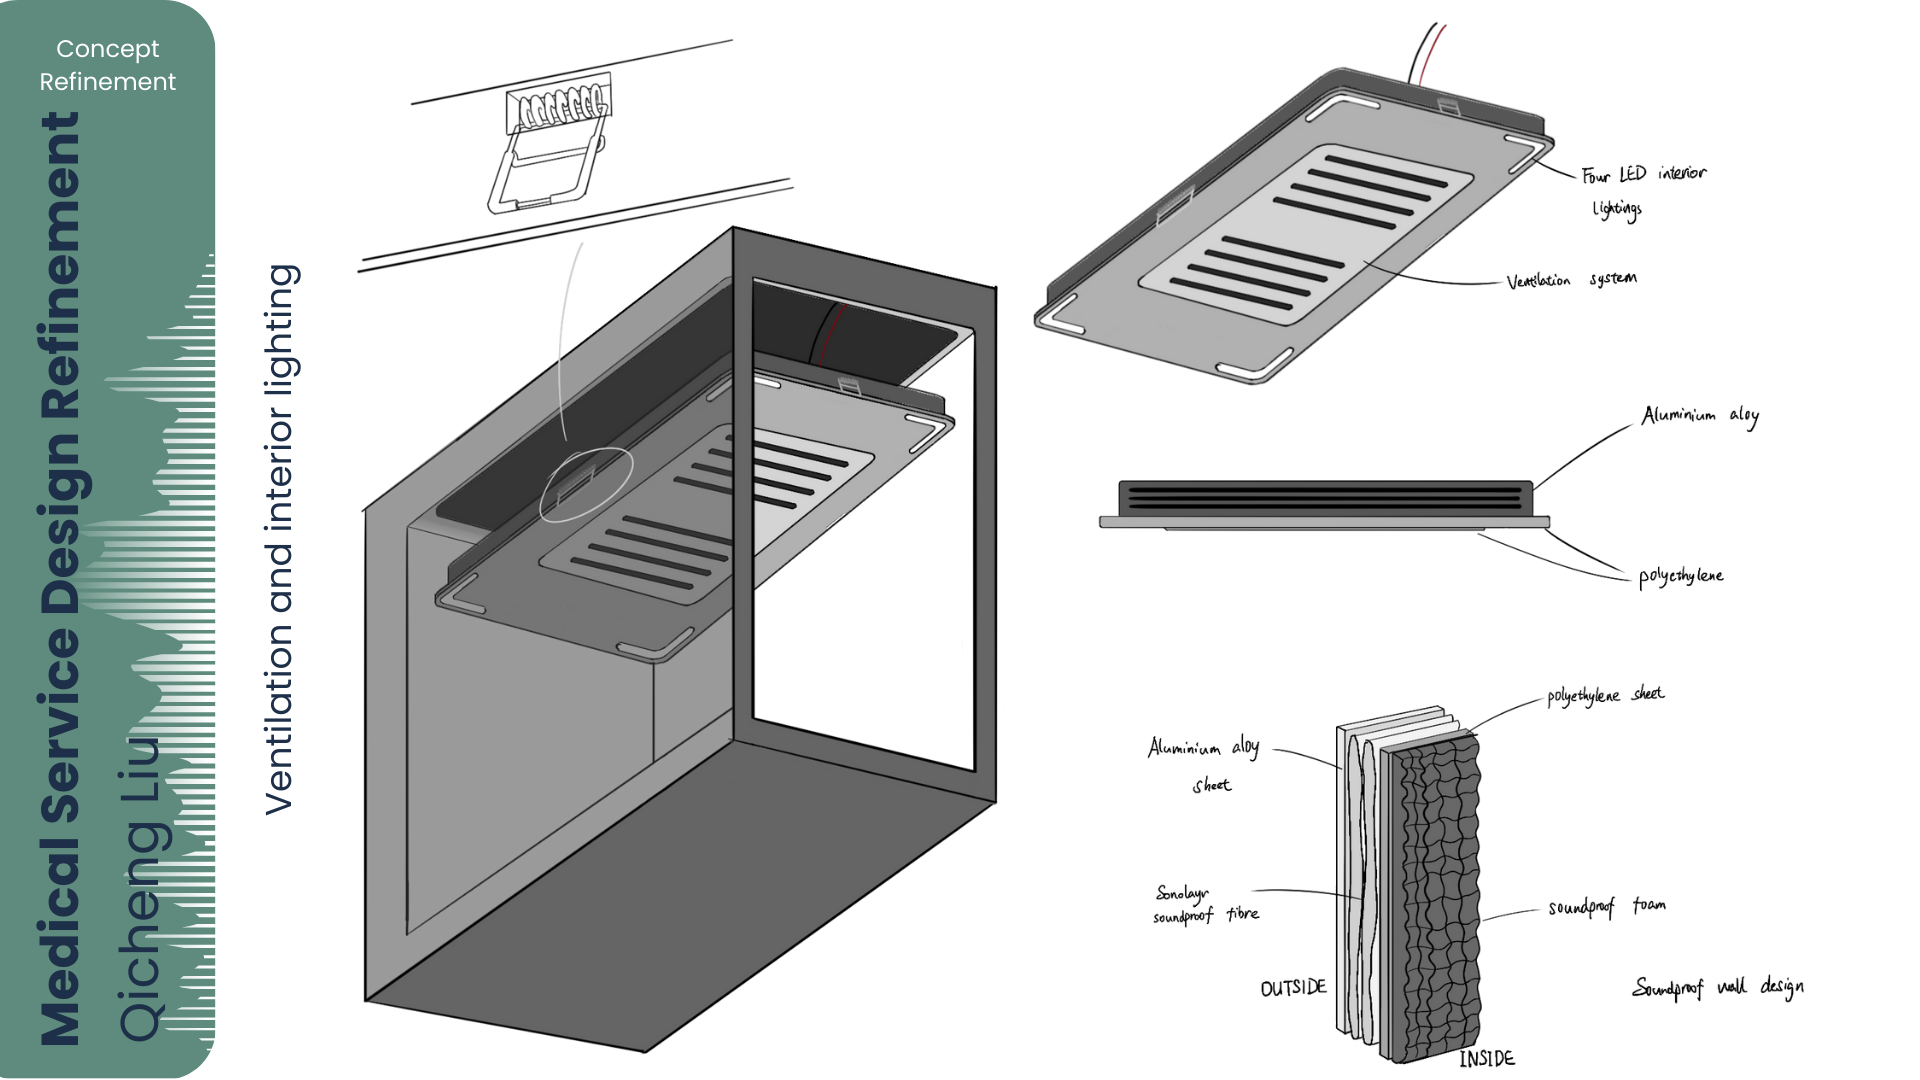 Concept
Refinement
Medical Service Design Refinement
Qicheng Liu
Ventilation and interior lighting
Four LED interior
lightings
Ventilation system
Aluminium aloy
polyethylene
polyethylene sheet
Aluminium aloy
sheet
Sonolayr
soundproof fibre
soundproof foam
OUTSIDE
Soundproof wall design
INSIDE